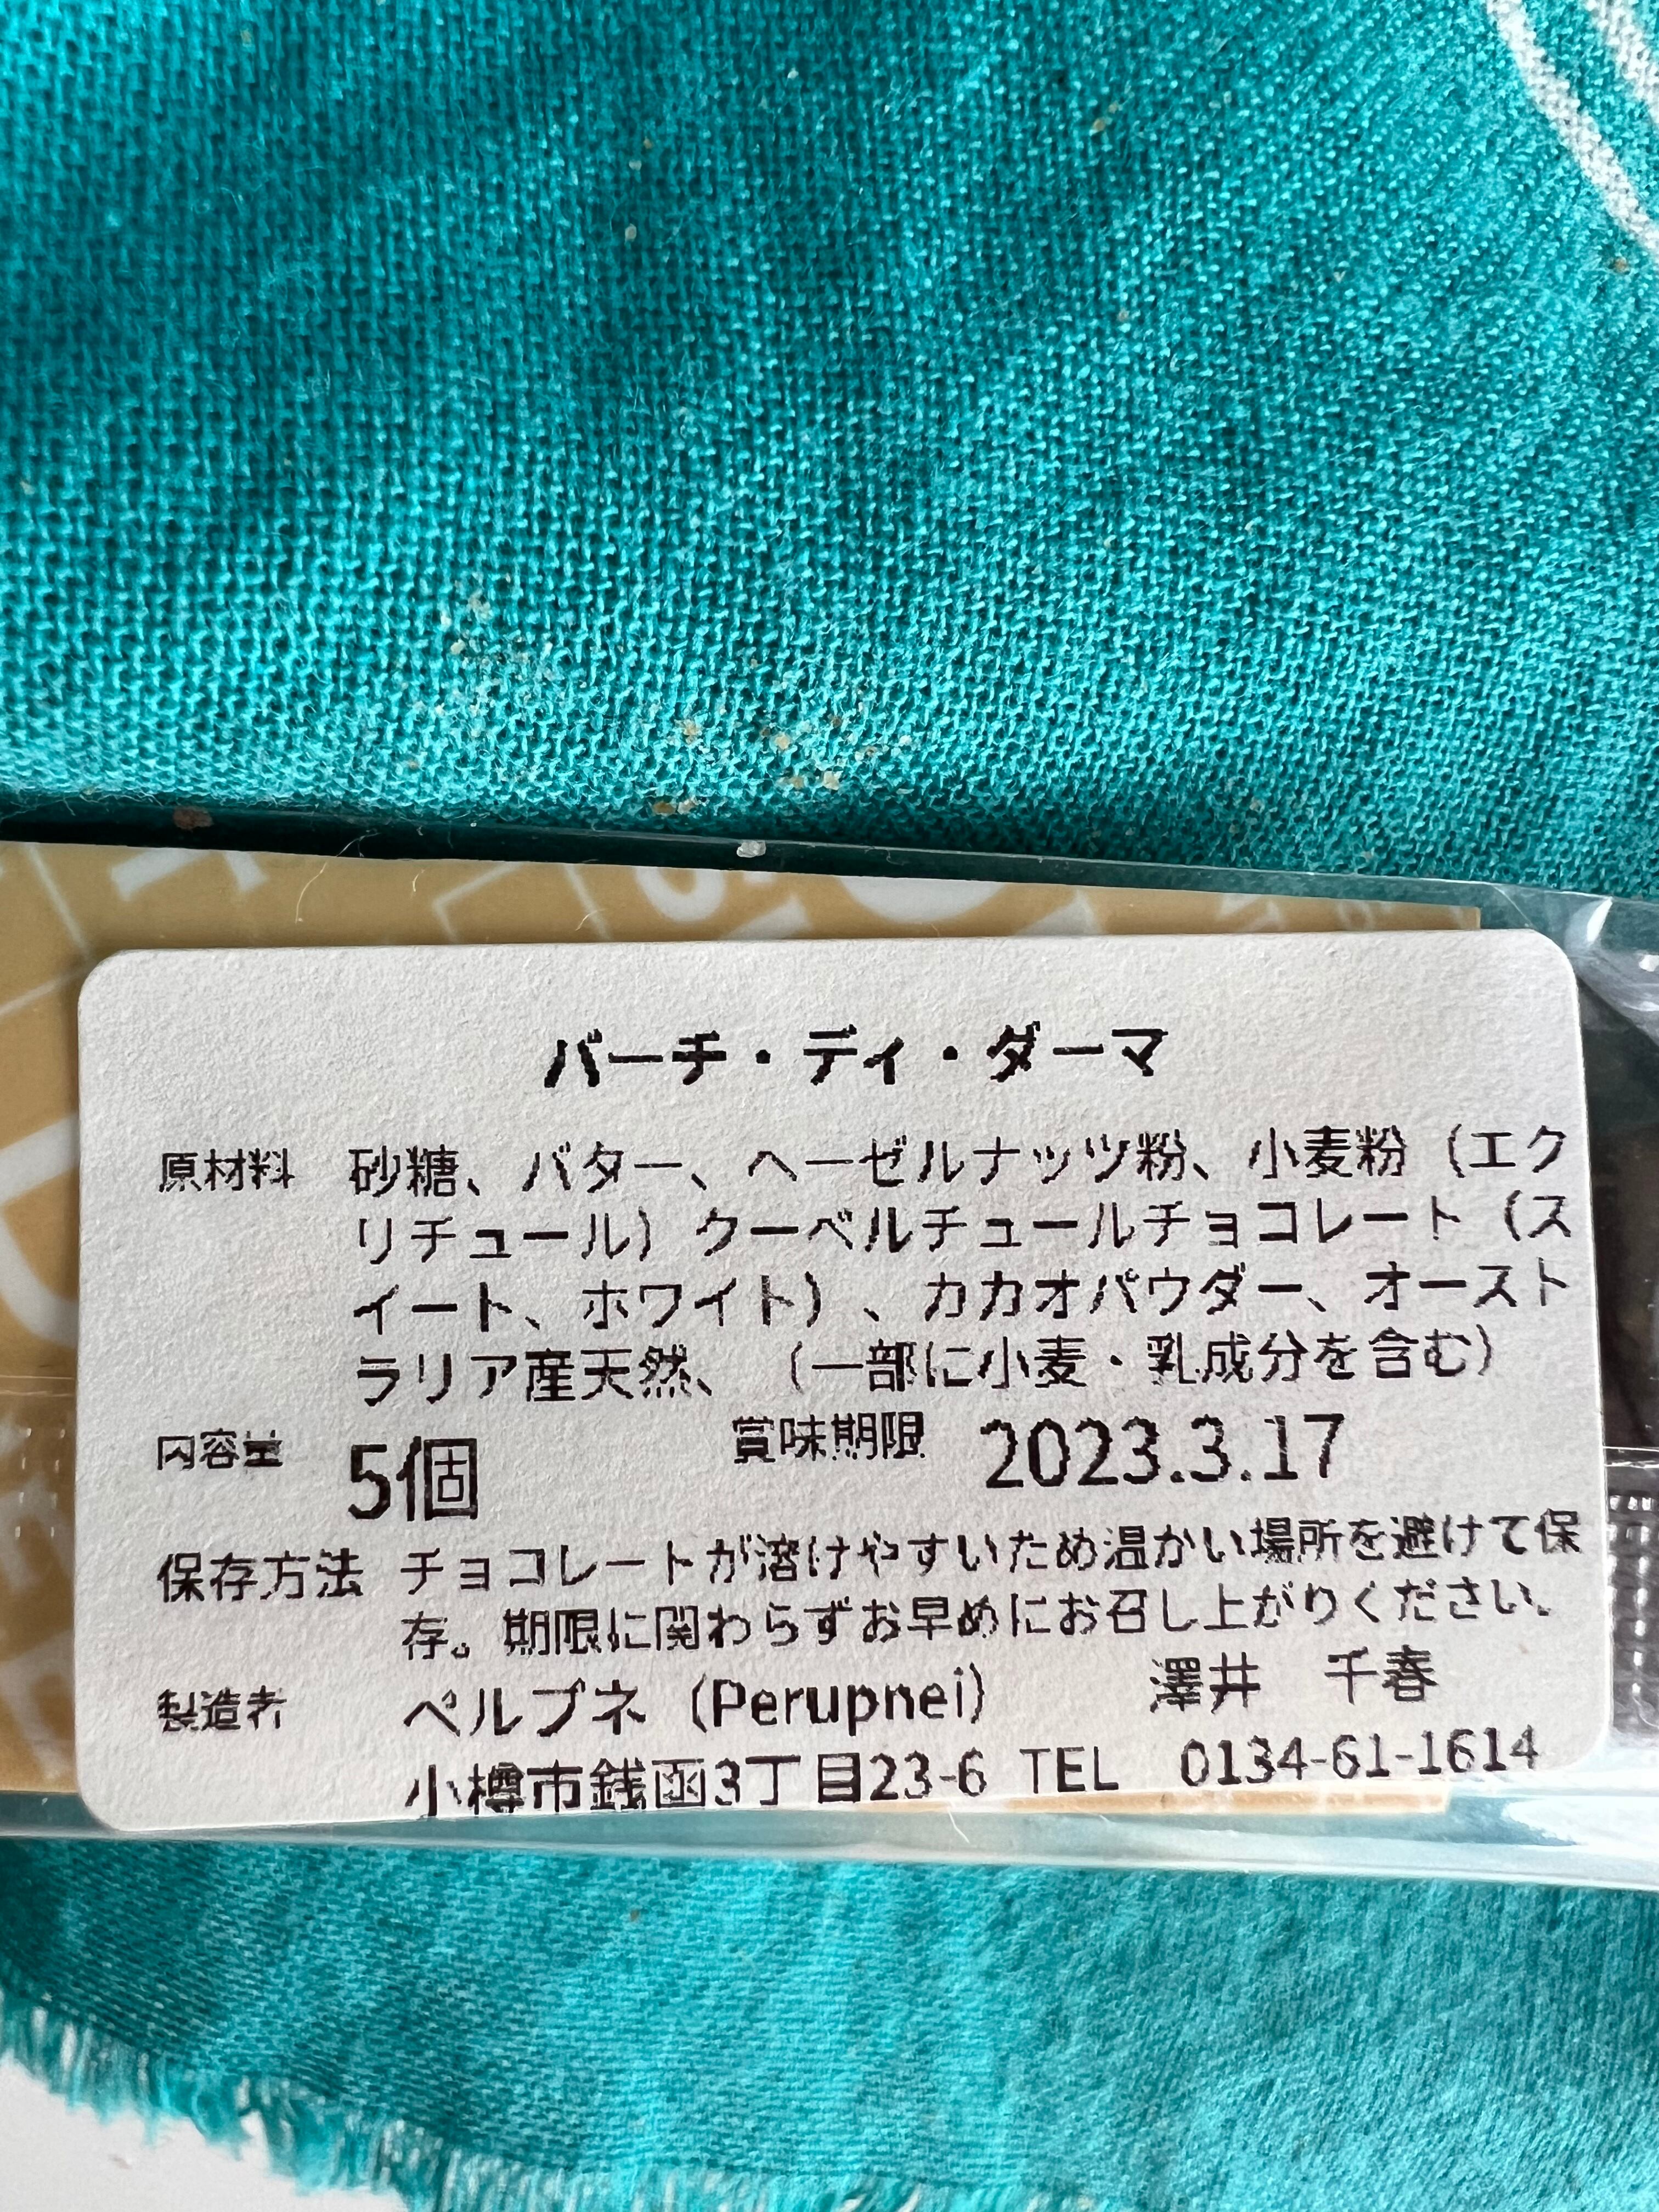 バーチ・ディ・ダーマ
原材料 砂糖、バター、ヘーゼルナッツ粉、小麦粉（エク
リチュール）クーベルチュールチョコレート（ス
イート、ホワイト）、カカオパウダー、オースト
ラリア産天然、（一部に小麦・乳成分を含む）
内容量 5個 賞味期限 2023.3.17
保存方法 チョコレートが溶けやすいため温かい場所を避けて保
存。期限に関わらずお早めにお召し上がりください。
製造者 ペルプネ（Perupnei） 澤井 千春
小樽市銭函3丁目23-6 TEL 0134-61-1614